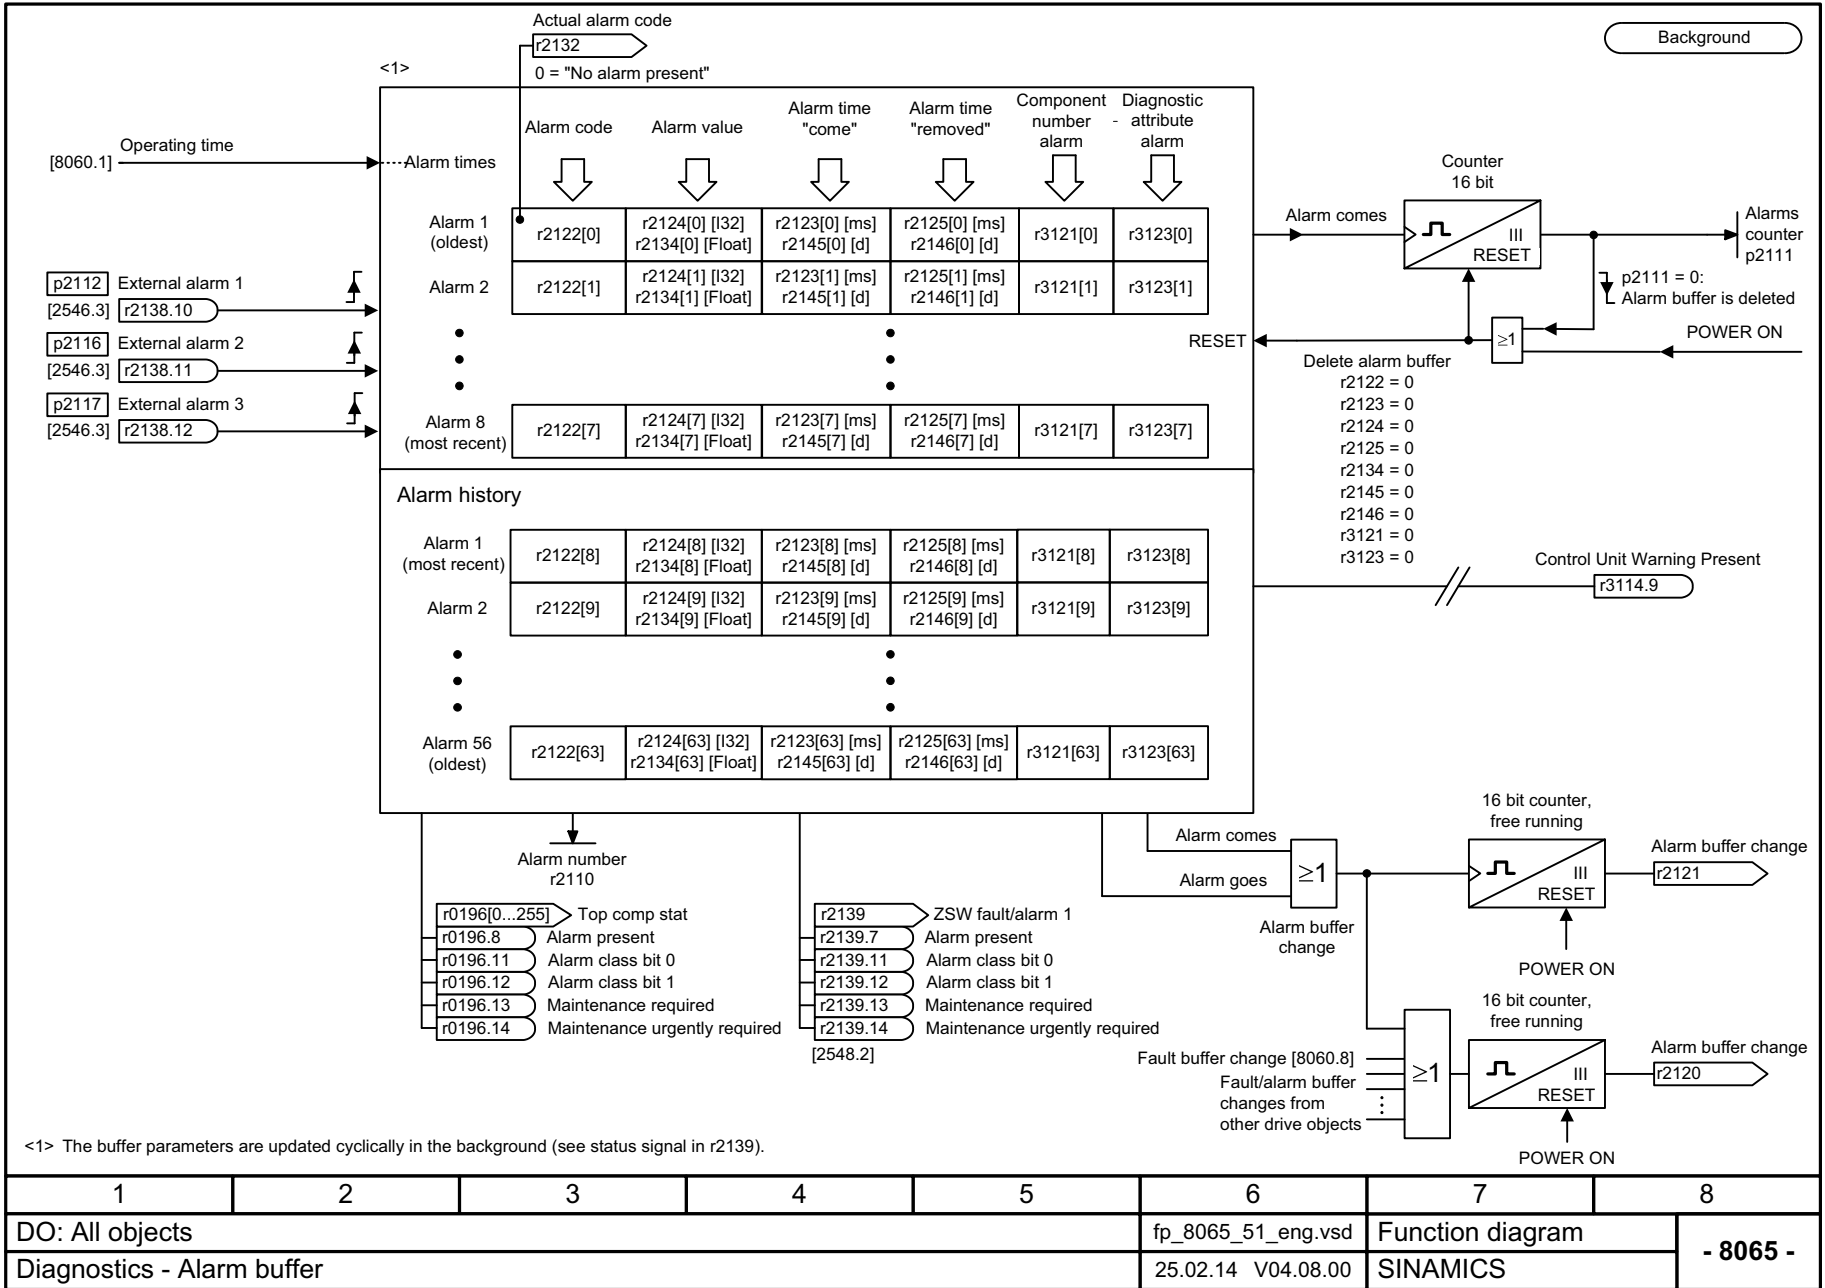 Actual alarm code
r2132
0 = "No alarm present"
Background
<1>
Operating time
[8060.1]
Alarm times
Alarm code
Alarm value
Alarm time
"come"
Alarm time
"removed"
Component
number
alarm
Diagnostic
- attribute
alarm
Alarm 1
(oldest)
r2122[0]
r2124[0] [I32]
r2134[0] [Float]
r2123[0] [ms]
r2145[0] [d]
r2125[0] [ms]
r2146[0] [d]
r3121[0]
r3123[0]
Alarm 2
r2122[1]
r2124[1] [I32]
r2134[1] [Float]
r2123[1] [ms]
r2145[1] [d]
r2125[1] [ms]
r2146[1] [d]
r3121[1]
r3123[1]
Alarm 8
(most recent)
r2122[7]
r2124[7] [I32]
r2134[7] [Float]
r2123[7] [ms]
r2145[7] [d]
r2125[7] [ms]
r2146[7] [d]
r3121[7]
r3123[7]
p2112 External alarm 1
[2546.3] r2138.10
p2116 External alarm 2
[2546.3] r2138.11
p2117 External alarm 3
[2546.3] r2138.12
Alarm comes
Counter
16 bit
III
RESET
Alarms
counter
p2111
p2111 = 0:
Alarm buffer is deleted
POWER ON
≥1
RESET
Delete alarm buffer
r2122 = 0
r2123 = 0
r2124 = 0
r2125 = 0
r2134 = 0
r2145 = 0
r2146 = 0
r3121 = 0
r3123 = 0
Control Unit Warning Present
r3114.9
Alarm history
Alarm 1
(most recent)
r2122[8]
r2124[8] [I32]
r2134[8] [Float]
r2123[8] [ms]
r2145[8] [d]
r2125[8] [ms]
r2146[8] [d]
r3121[8]
r3123[8]
Alarm 2
r2122[9]
r2124[9] [I32]
r2134[9] [Float]
r2123[9] [ms]
r2145[9] [d]
r2125[9] [ms]
r2146[9] [d]
r3121[9]
r3123[9]
Alarm 56
(oldest)
r2122[63]
r2124[63] [I32]
r2134[63] [Float]
r2123[63] [ms]
r2145[63] [d]
r2125[63] [ms]
r2146[63] [d]
r3121[63]
r3123[63]
Alarm number
r2110
r0196[0...255] Top comp stat
r0196.8 Alarm present
r0196.11 Alarm class bit 0
r0196.12 Alarm class bit 1
r0196.13 Maintenance required
r0196.14 Maintenance urgently required
r2139 ZSW fault/alarm 1
r2139.7 Alarm present
r2139.11 Alarm class bit 0
r2139.12 Alarm class bit 1
r2139.13 Maintenance required
r2139.14 Maintenance urgently required
[2548.2]
Alarm comes
Alarm goes
≥1
Alarm buffer
change
16 bit counter,
free running
III
RESET
POWER ON
Alarm buffer change
r2121
Fault buffer change [8060.8]
Fault/alarm buffer
changes from
other drive objects
≥1
16 bit counter,
free running
III
RESET
POWER ON
Alarm buffer change
r2120
<1> The buffer parameters are updated cyclically in the background (see status signal in r2139).
1 2 3 4 5 6 7 8
DO: All objects
fp_8065_51_eng.vsd
Function diagram
- 8065 -
Diagnostics - Alarm buffer
25.02.14 V04.08.00
SINAMICS